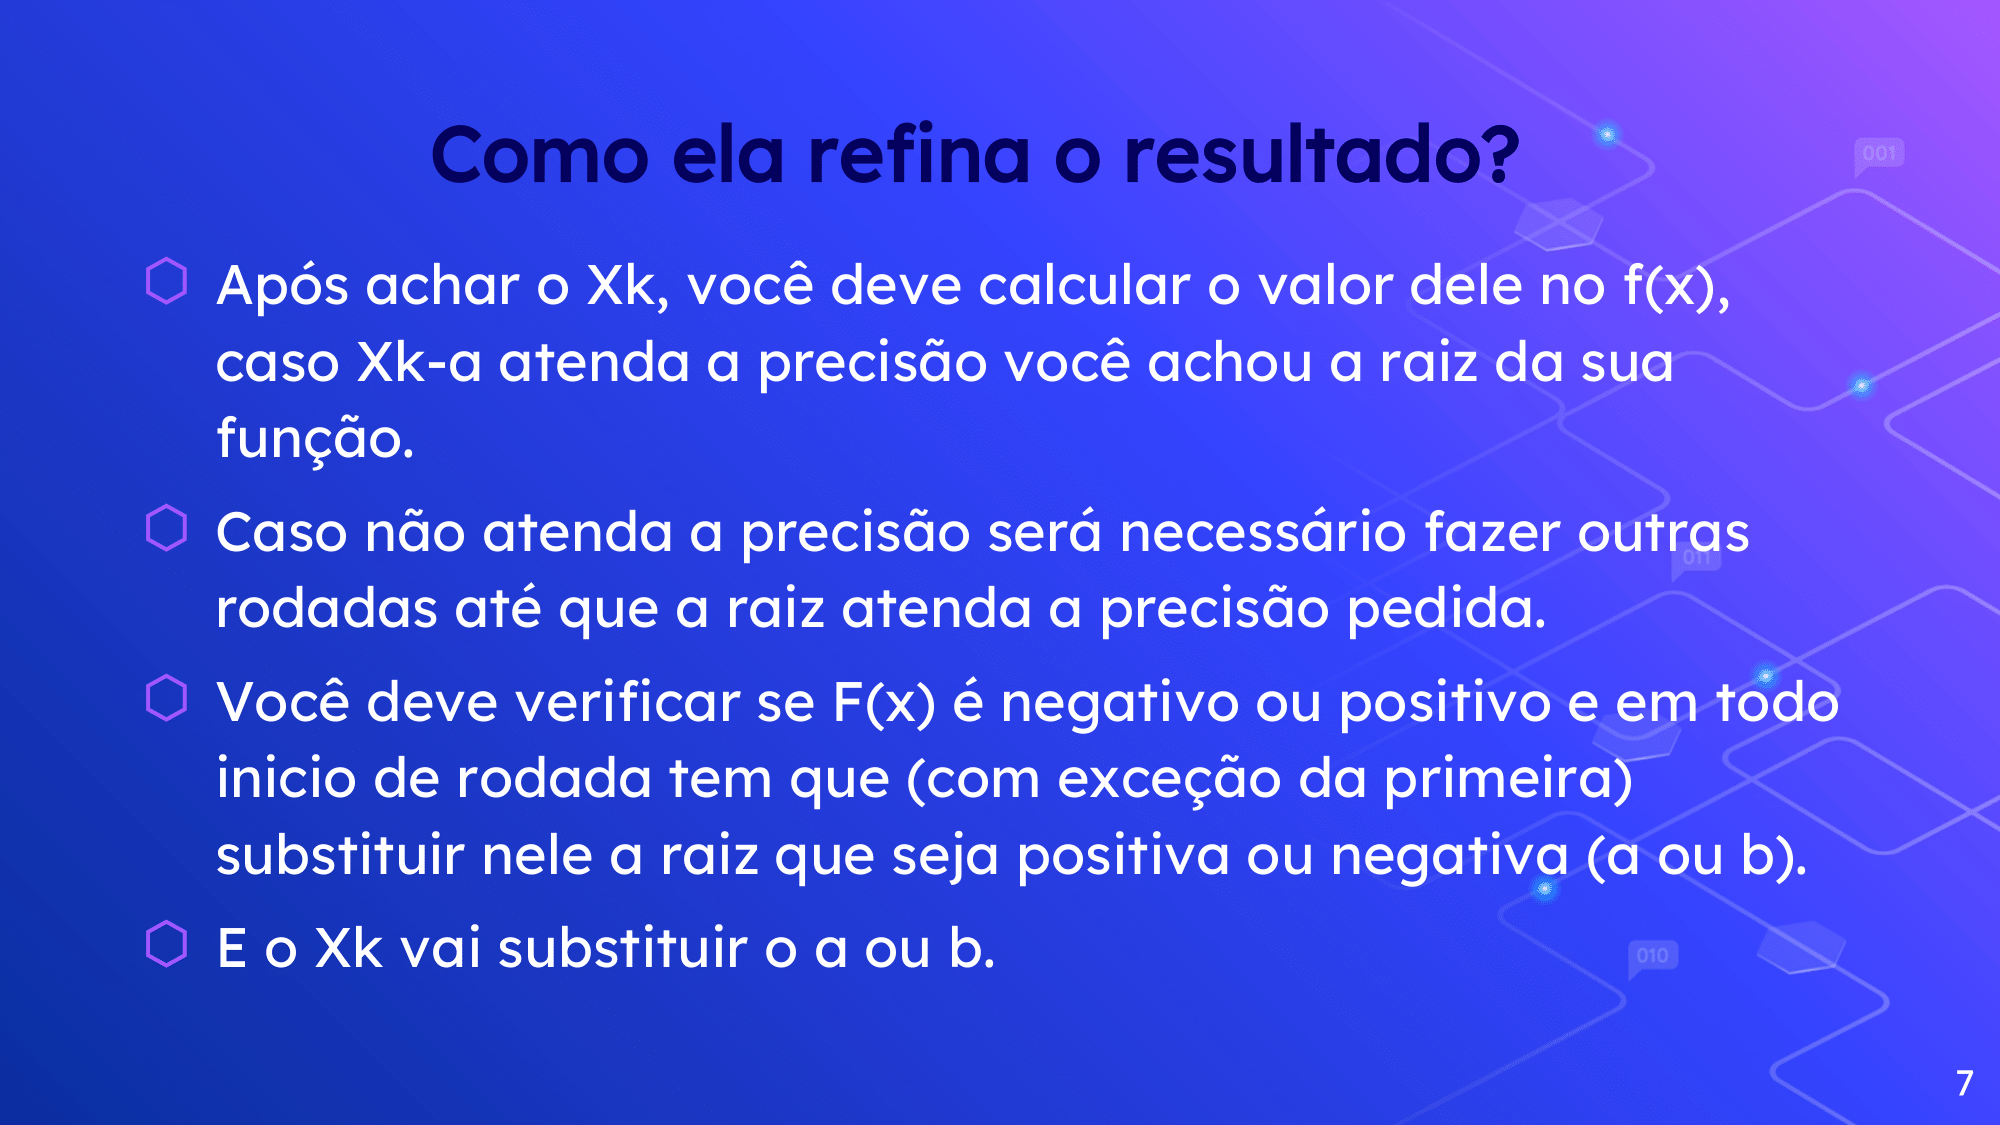 Como ela refina o resultado?
001
Após achar o Xk, você deve calcular o valor dele no f(x),
caso Xk-a atenda a precisão você achou a raiz da sua
função.
Caso não atenda a precisão será necessário fazer outras
011
rodadas até que a raiz atenda a precisão pedida.
Você deve verificar se F(x) é negativo ou positivo e em todo
inicio de rodada tem que (com exceção da primeira)
substituir nele a raiz que seja positiva ou negativa (a ou b).
E o Xk vai substituir o a ou b.
010
7